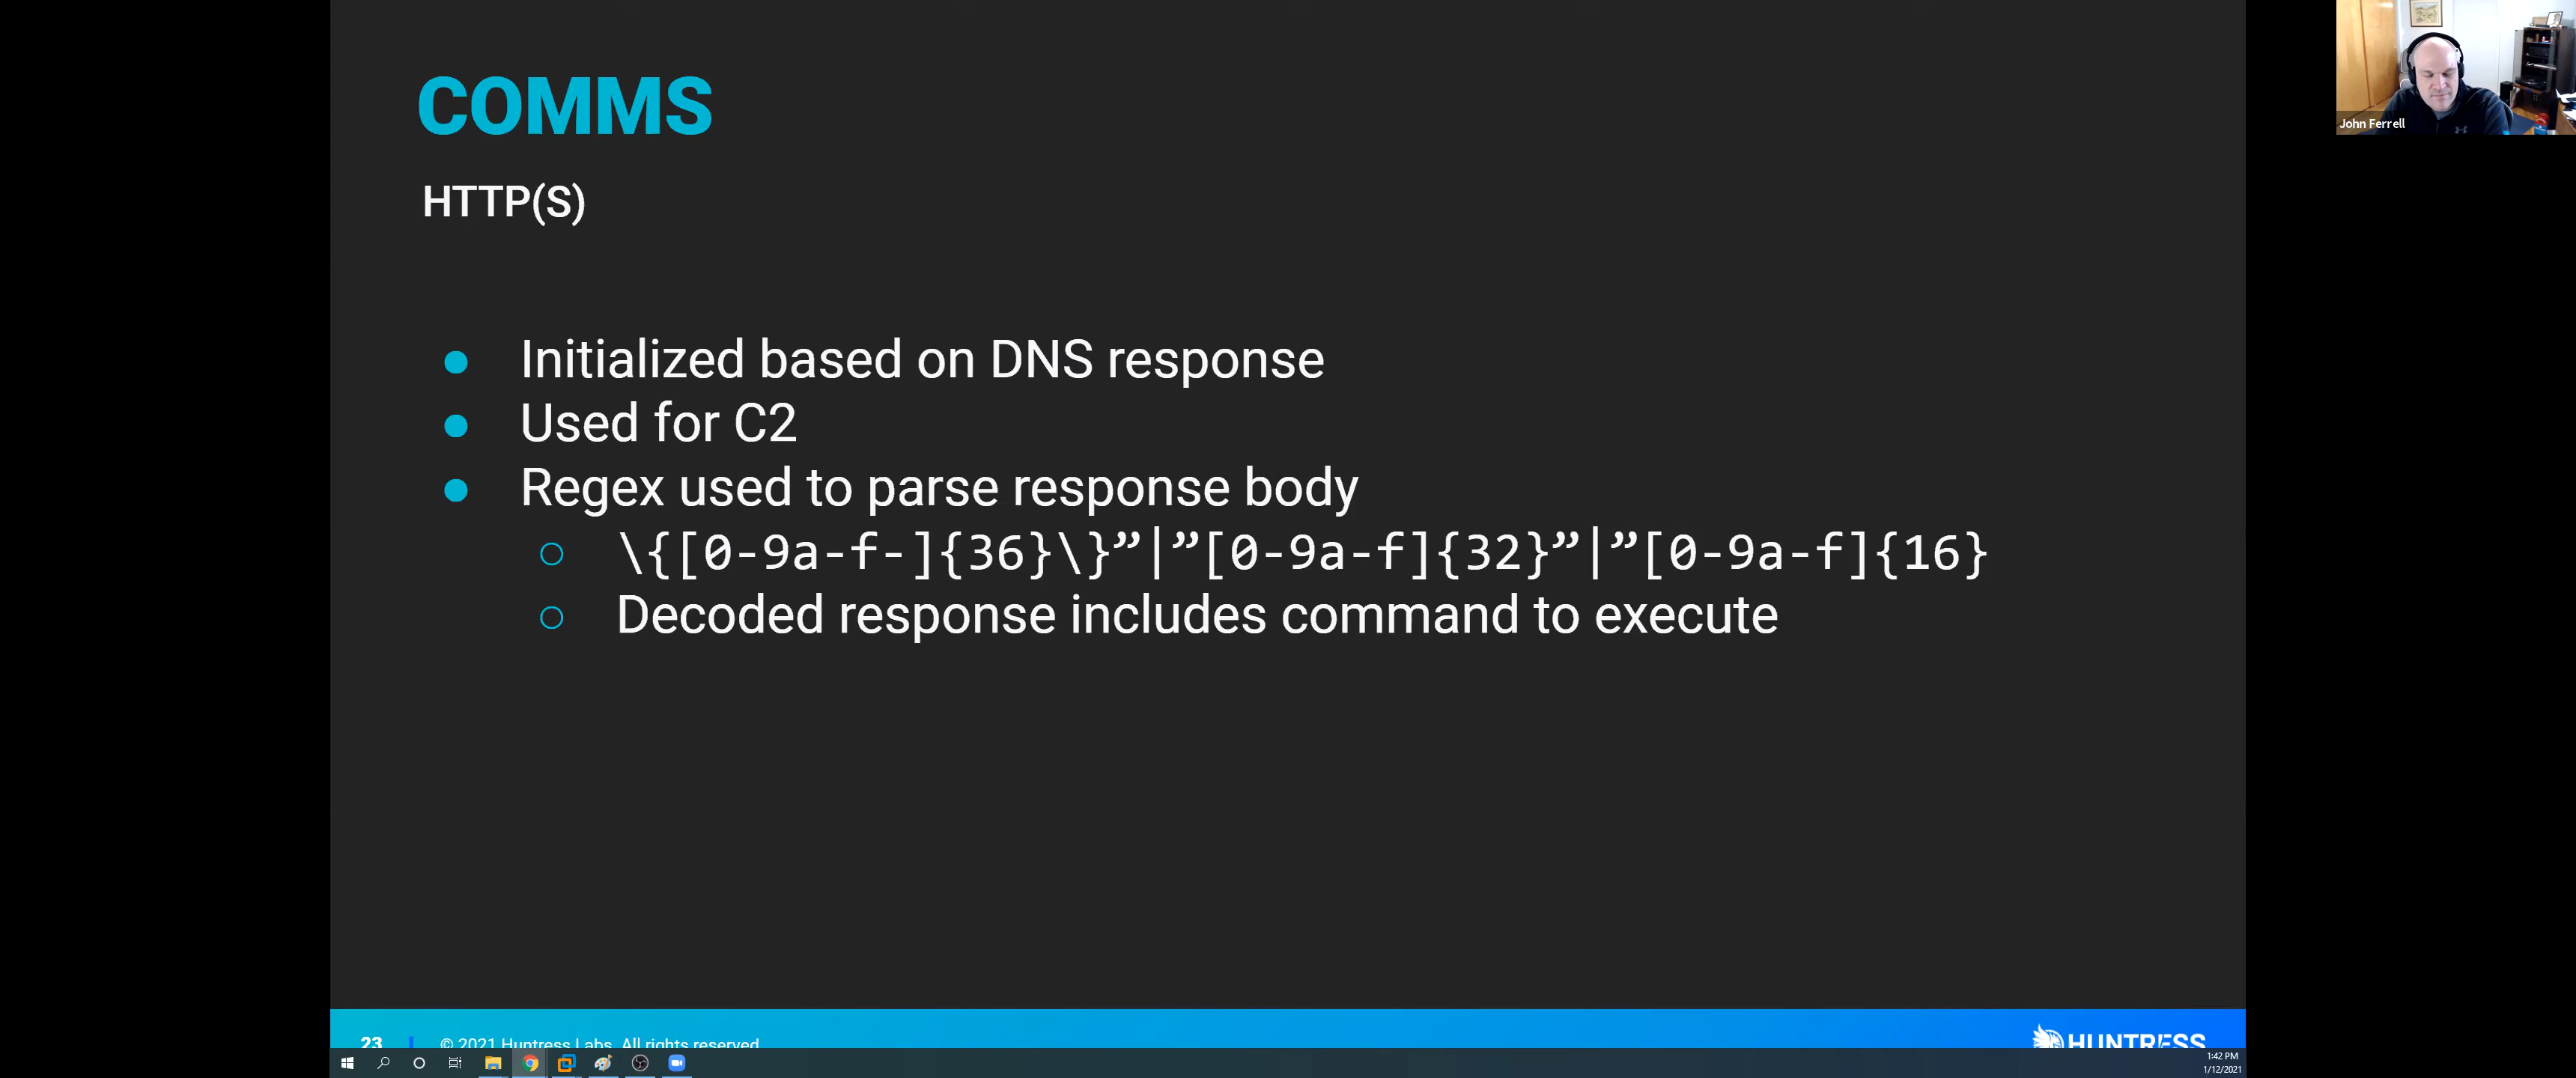 COMMS
John Ferrell
HTTP(S)
● Initialized based on DNS response
● Used for C2
● Regex used to parse response body
○ \{[0-9a-f-]{36}\}”|”[0-9a-f]{32}”|”[0-9a-f]{16}
○ Decoded response includes command to execute
23 | © 2021 Huntress Labs. All rights reserved
HUNTRESS
1:42 PM
1/12/2021